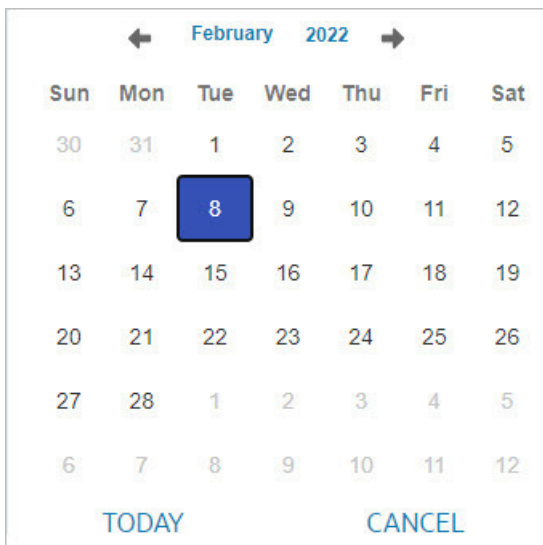 February 2022
Sun Mon Tue Wed Thu Fri Sat
30 31 1 2 3 4 5
6 7 8 9 10 11 12
13 14 15 16 17 18 19
20 21 22 23 24 25 26
27 28 1 2 3 4 5
6 7 8 9 10 11 12
TODAY CANCEL